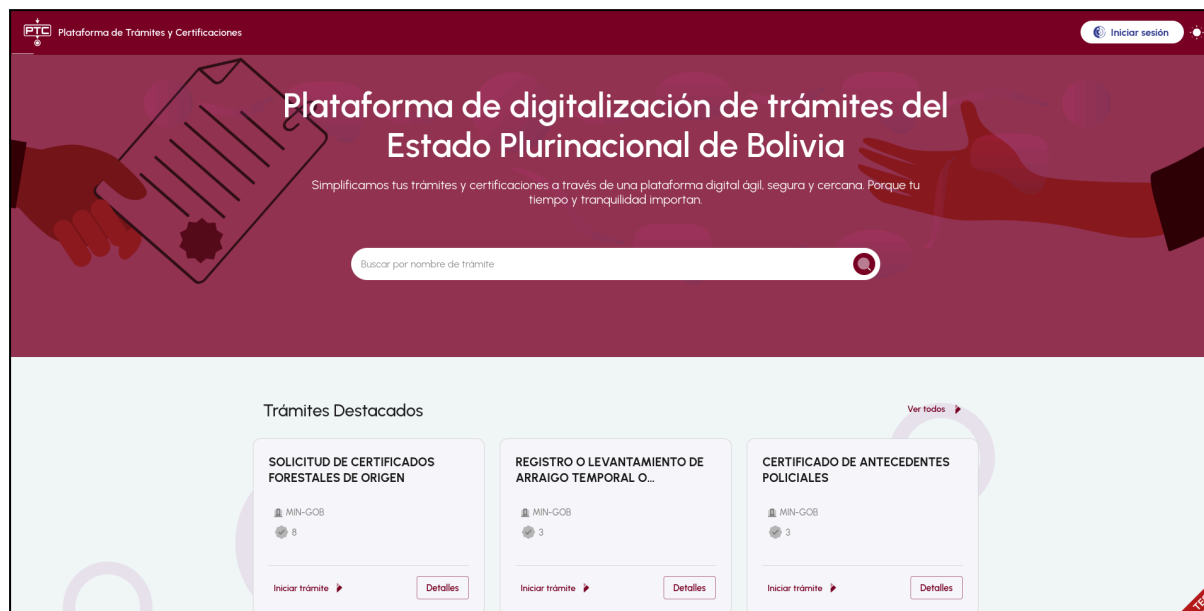 PTC Plataforma de Trámites y Certificaciones
Iniciar sesión
Plataforma de digitalización de trámites del
Estado Plurinacional de Bolivia
Simplificamos tus trámites y certificaciones a través de una plataforma digital ágil, segura y cercana. Porque tu
tiempo y tranquilidad importan.
Buscar por nombre de trámite
Trámites Destacados
Ver todos
SOLICITUD DE CERTIFICADOS
FORESTALES DE ORIGEN
MIN-GOB
8
Iniciar trámite
Detalles
REGISTRO O LEVANTAMIENTO DE
ARRAIGO TEMPORAL O...
MIN-GOB
3
Iniciar trámite
Detalles
CERTIFICADO DE ANTECEDENTES
POLICIALES
MIN-GOB
3
Iniciar trámite
Detalles